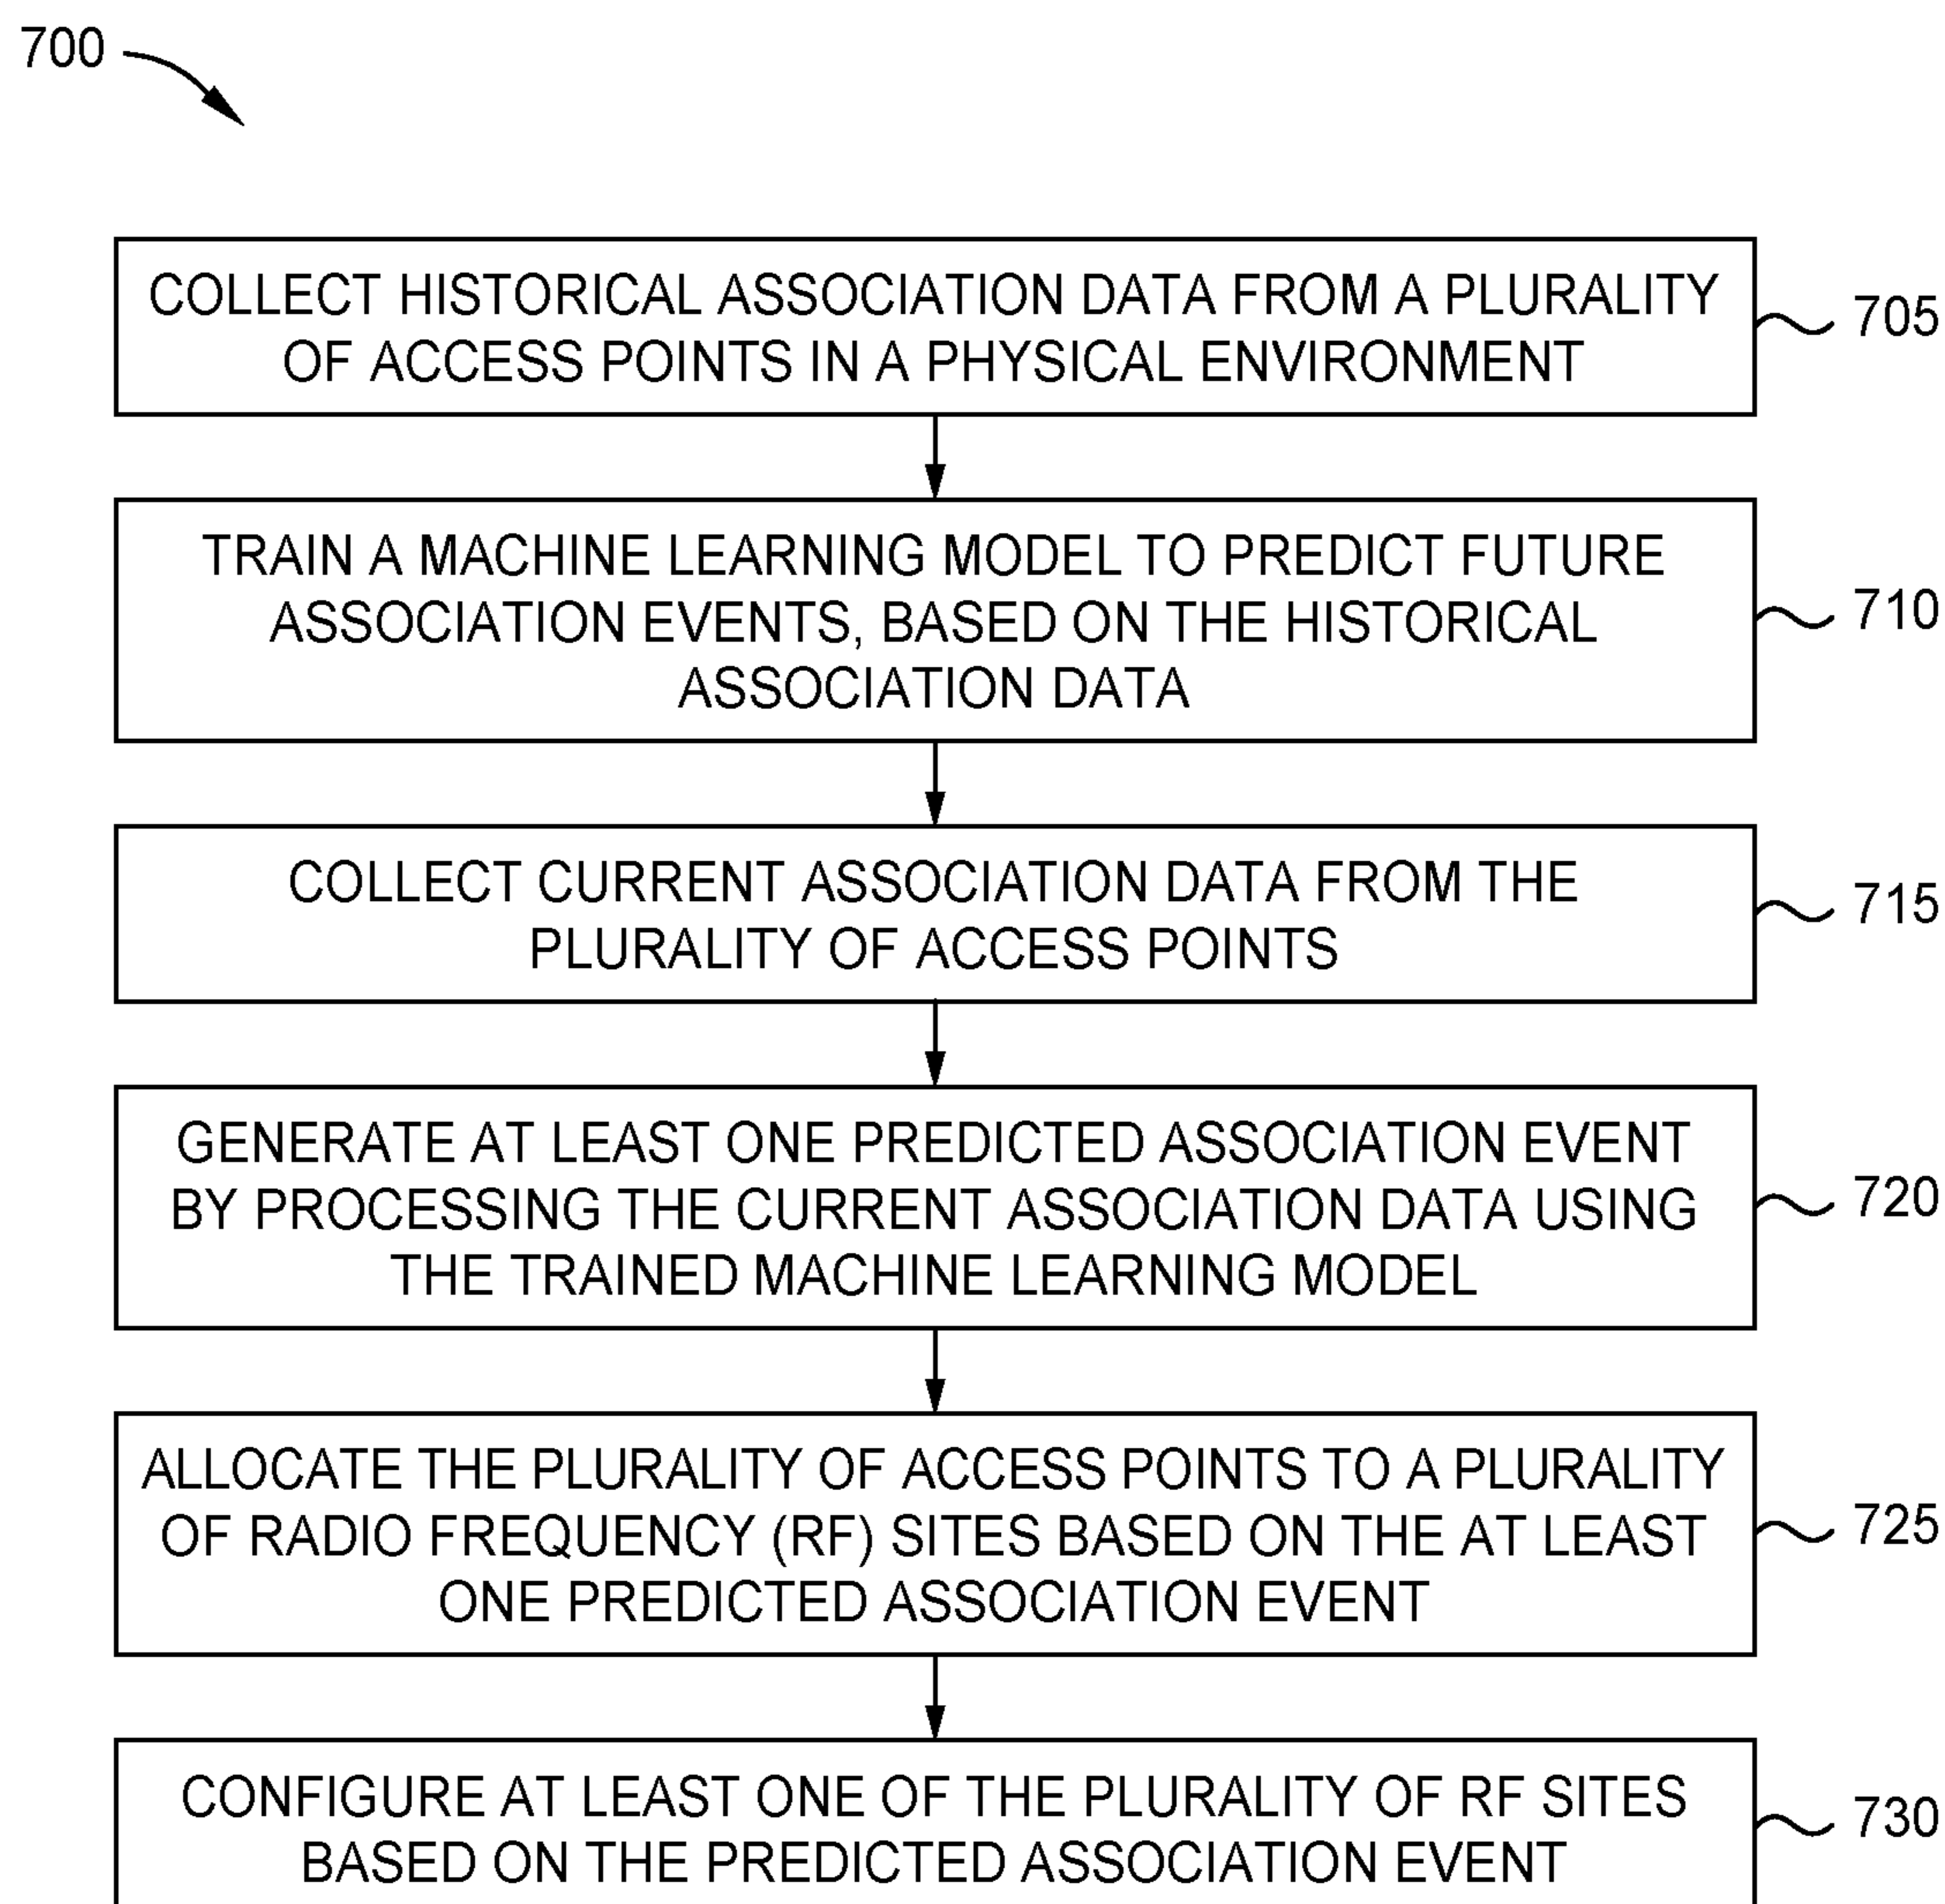 700
COLLECT HISTORICAL ASSOCIATION DATA FROM A PLURALITY
OF ACCESS POINTS IN A PHYSICAL ENVIRONMENT
705
TRAIN A MACHINE LEARNING MODEL TO PREDICT FUTURE
ASSOCIATION EVENTS, BASED ON THE HISTORICAL
ASSOCIATION DATA
710
COLLECT CURRENT ASSOCIATION DATA FROM THE
PLURALITY OF ACCESS POINTS
715
GENERATE AT LEAST ONE PREDICTED ASSOCIATION EVENT
BY PROCESSING THE CURRENT ASSOCIATION DATA USING
THE TRAINED MACHINE LEARNING MODEL
720
ALLOCATE THE PLURALITY OF ACCESS POINTS TO A PLURALITY
OF RADIO FREQUENCY (RF) SITES BASED ON THE AT LEAST
ONE PREDICTED ASSOCIATION EVENT
725
CONFIGURE AT LEAST ONE OF THE PLURALITY OF RF SITES
BASED ON THE PREDICTED ASSOCIATION EVENT
730